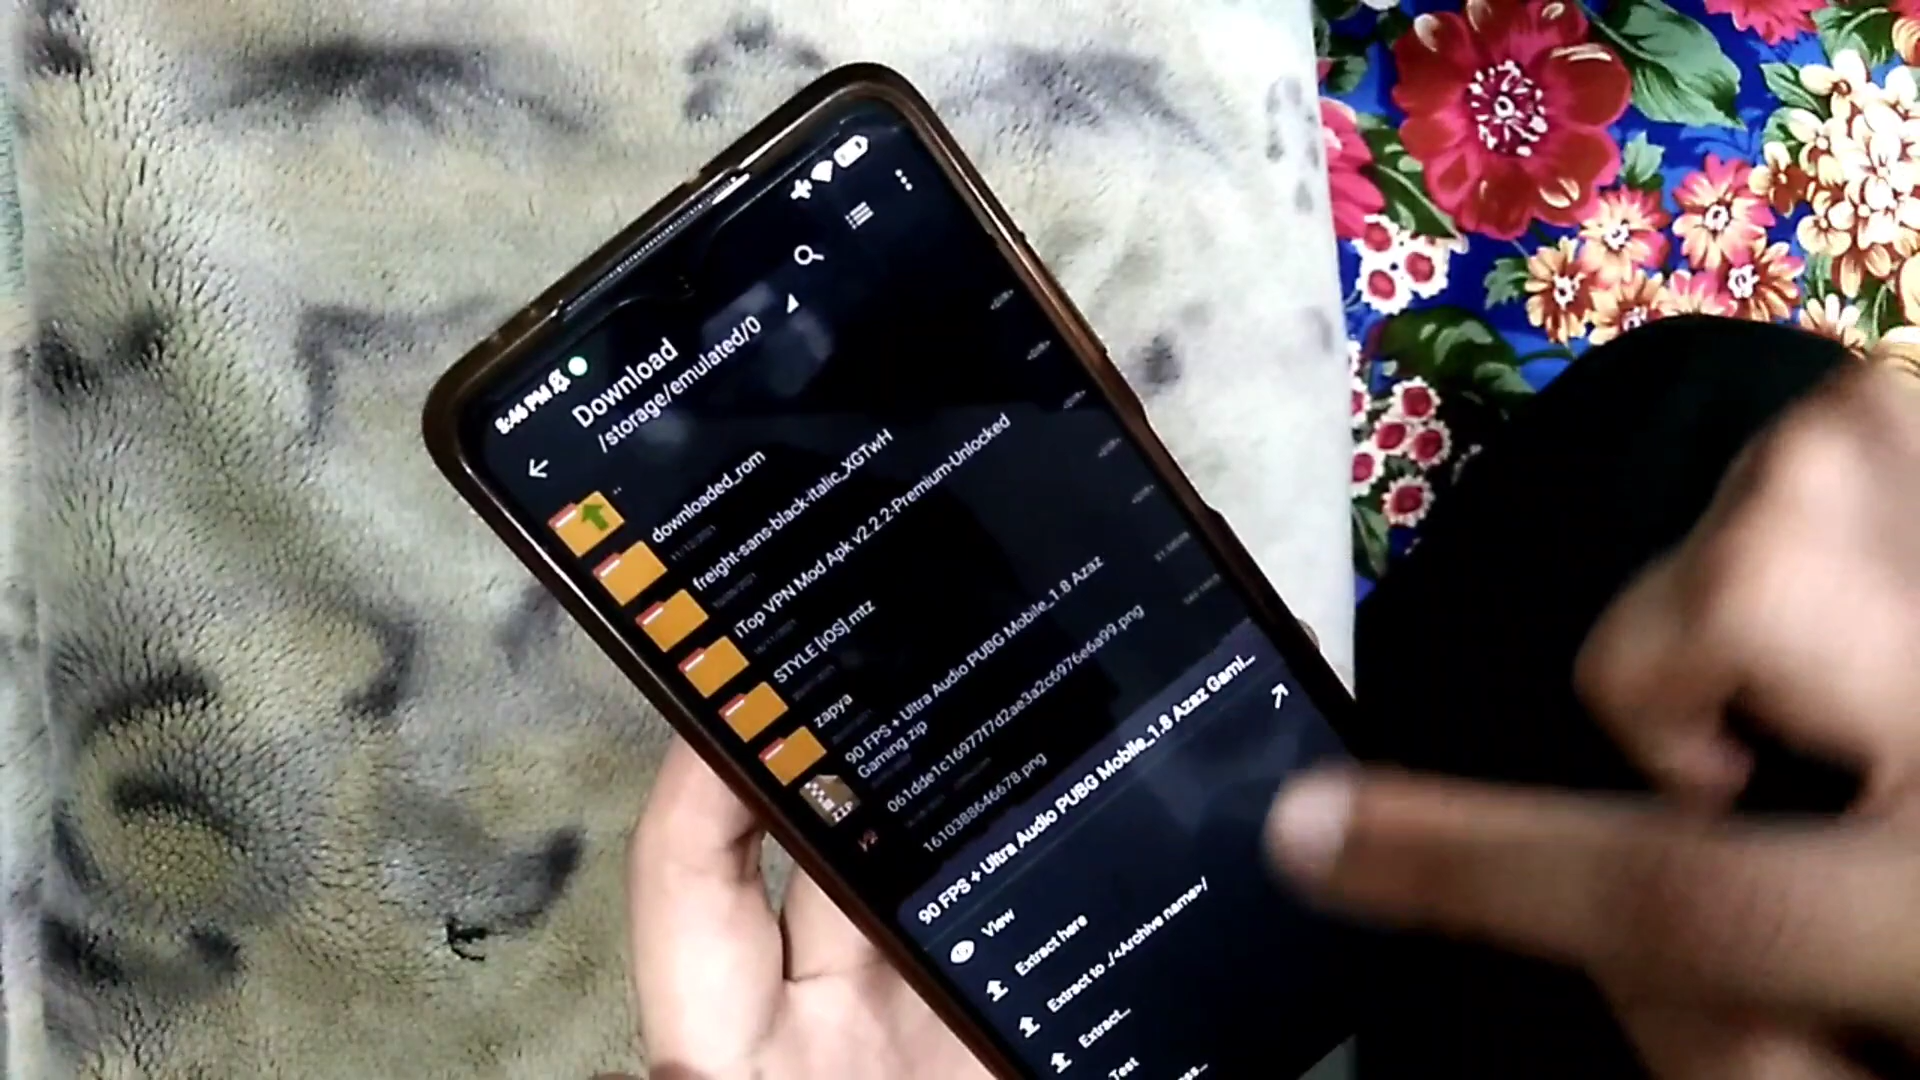 Download
/storage/emulated/0
..
downloaded_rom
freight-sans-black-italic_XGTwH
iTop VPN Mod Apk v2.2.2-Premium-Unlocked
STYLE [iOS].mtz
zapya
90 FPS + Ultra Audio PUBG Mobile_1.8 Azaz
Gaming.zip
ZIP
061dde1c16977f7d2ae3a2c6976e6a99.png
1610388646678.png
90 FPS + Ultra Audio PUBG Mobile_1.8 Azaz Gami...
View
Extract here
Extract to ./<Archive name>/
Extract...
Test